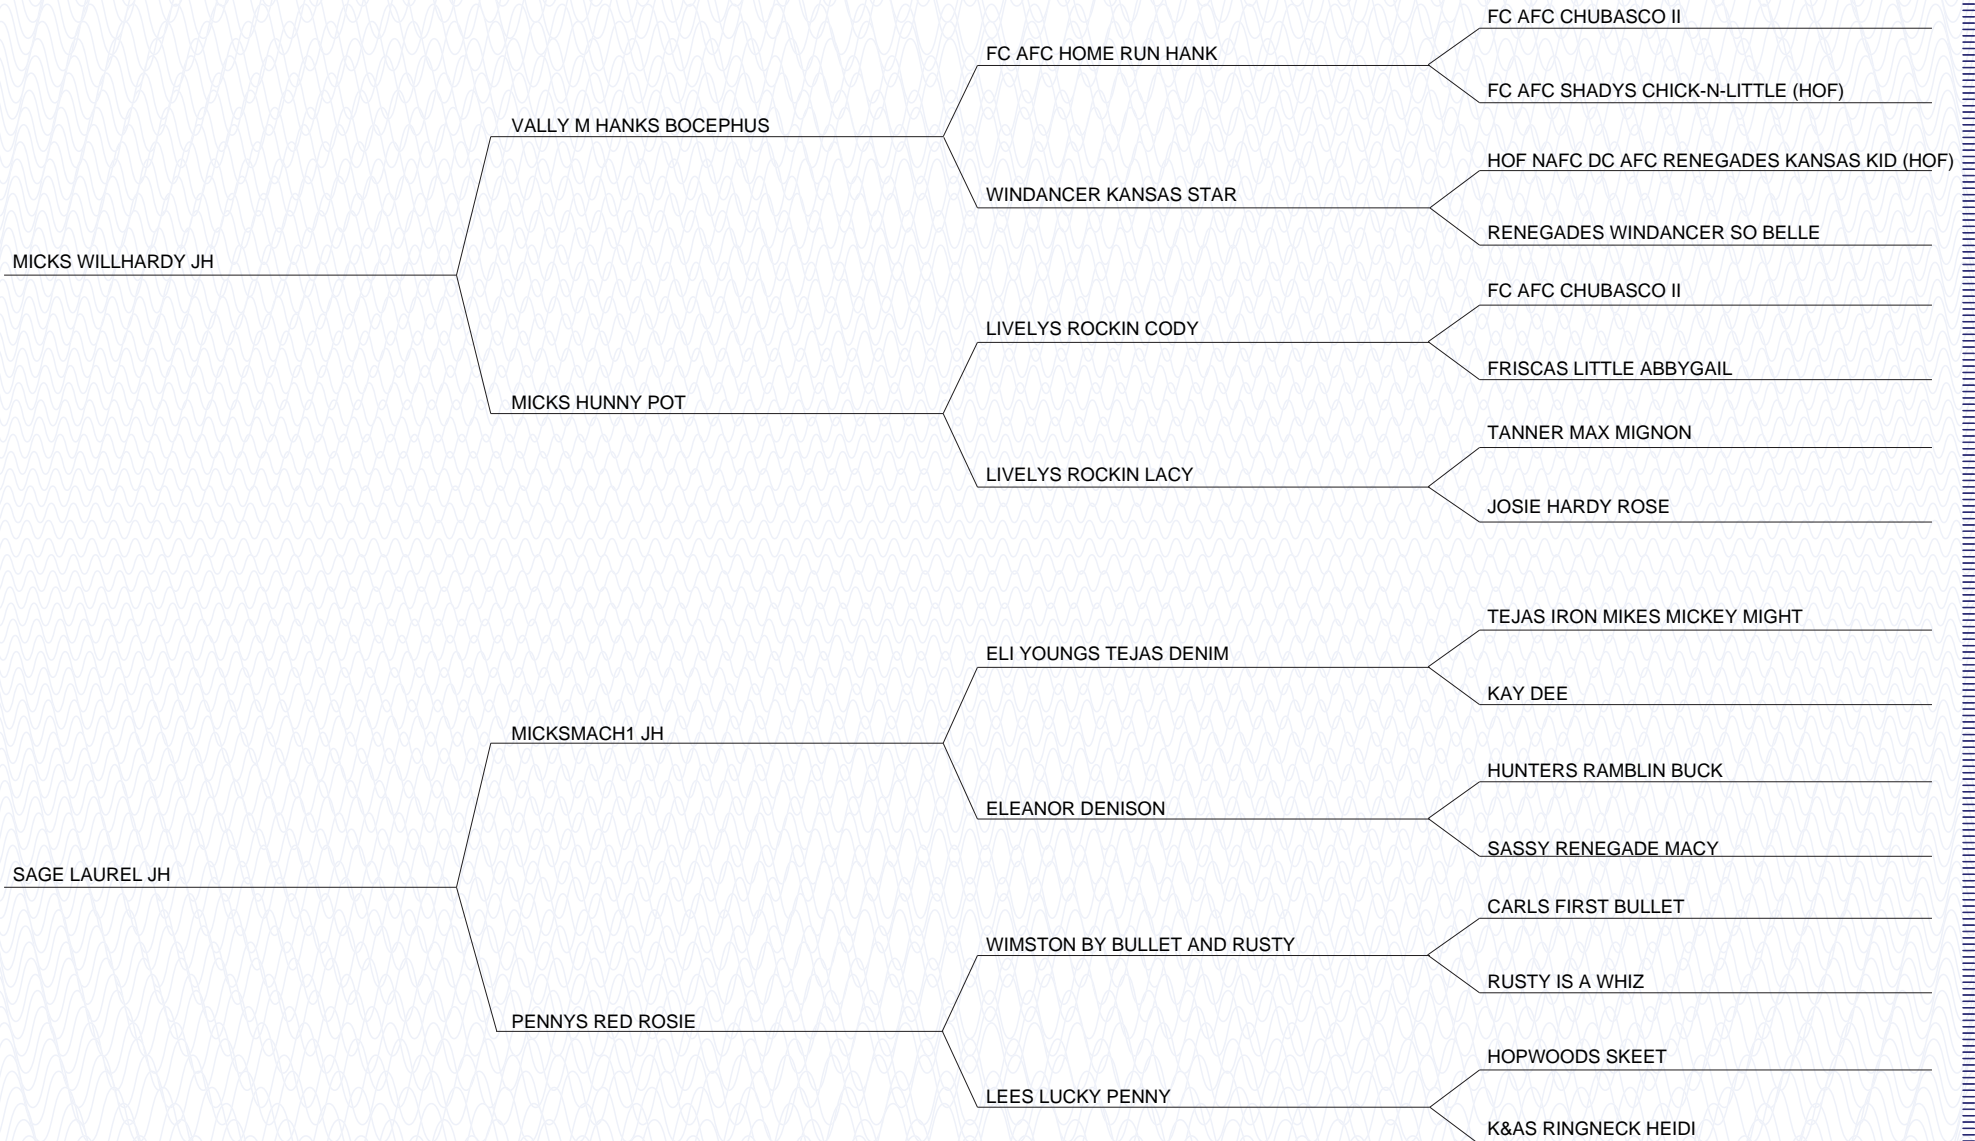 FC AFC CHUBASCO II
FC AFC HOME RUN HANK
FC AFC SHADYS CHICK-N-LITTLE (HOF)
VALLY M HANKS BOCEPHUS
HOF NAFC DC AFC RENEGADES KANSAS KID (HOF)
WINDANCER KANSAS STAR
RENEGADES WINDANCER SO BELLE
MICKS WILLHARDY JH
FC AFC CHUBASCO II
LIVELYS ROCKIN CODY
FRISCAS LITTLE ABBYGAIL
MICKS HUNNY POT
TANNER MAX MIGNON
LIVELYS ROCKIN LACY
JOSIE HARDY ROSE
TEJAS IRON MIKES MICKEY MIGHT
ELI YOUNGS TEJAS DENIM
KAY DEE
MICKSMACH1 JH
HUNTERS RAMBLIN BUCK
ELEANOR DENISON
SASSY RENEGADE MACY
SAGE LAUREL JH
CARLS FIRST BULLET
WIMSTON BY BULLET AND RUSTY
RUSTY IS A WHIZ
PENNYS RED ROSIE
HOPWOODS SKEET
LEES LUCKY PENNY
K&AS RINGNECK HEIDI